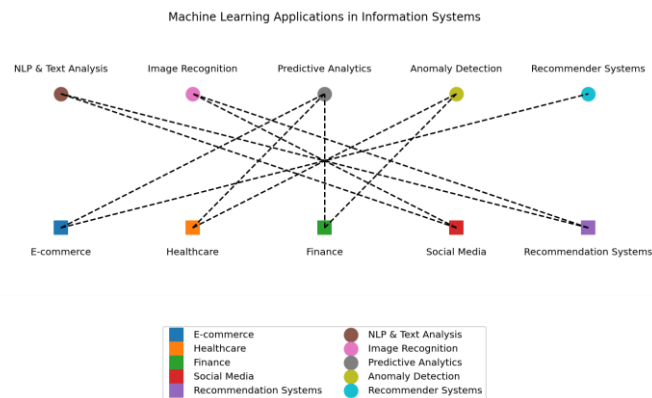 Machine Learning Applications in Information Systems
NLP & Text Analysis Image Recognition Predictive Analytics Anomaly Detection Recommender Systems
E-commerce Healthcare Finance Social Media Recommendation Systems
E-commerce NLP & Text Analysis
Healthcare Image Recognition
Finance Predictive Analytics
Social Media Anomaly Detection
Recommendation Systems Recommender Systems